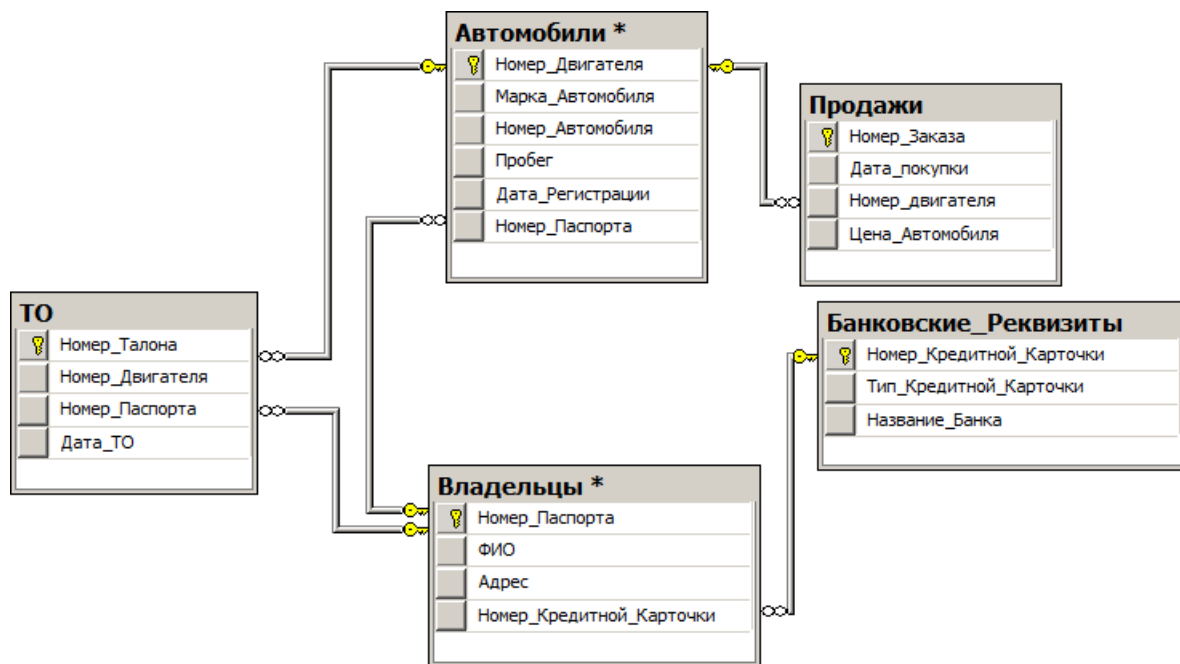 Автомобили *
Номер_Двигателя
Марка_Автомобиля
Номер_Автомобиля
Пробег
Дата_Регистрации
Номер_Паспорта
Продажи
Номер_Заказа
Дата_покупки
Номер_двигателя
Цена_Автомобиля
ТО
Номер_Талона
Номер_Двигателя
Номер_Паспорта
Дата_ТО
Банковские_Реквизиты
Номер_Кредитной_Карточки
Тип_Кредитной_Карточки
Название_Банка
Владельцы *
Номер_Паспорта
ФИО
Адрес
Номер_Кредитной_Карточки